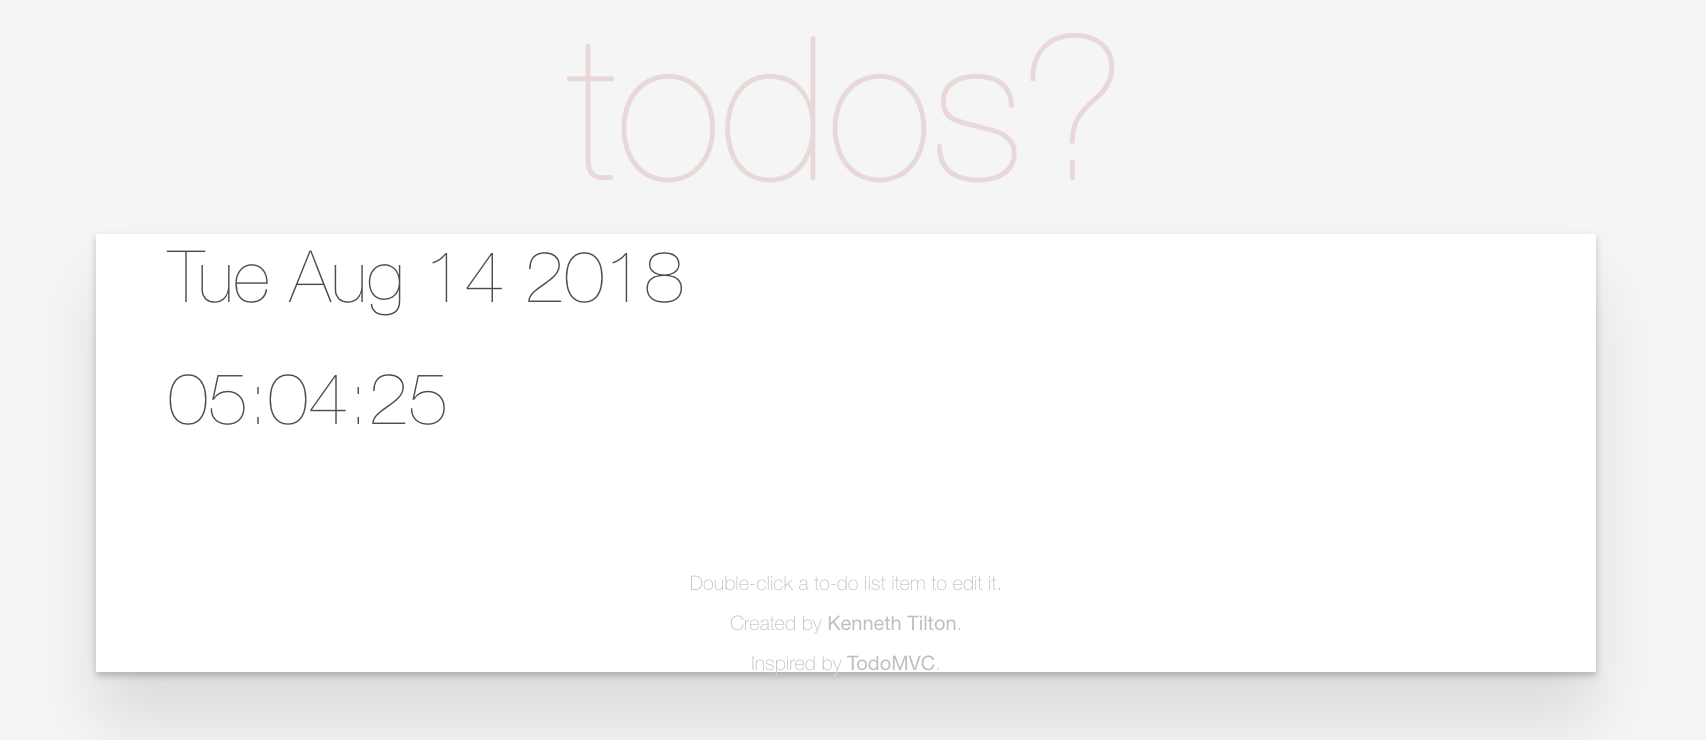 todos?
Tue Aug 14 2018
05:04:25
Double-click a to-do list item to edit it.
Created by Kenneth Tilton.
Inspired by TodoMVC.